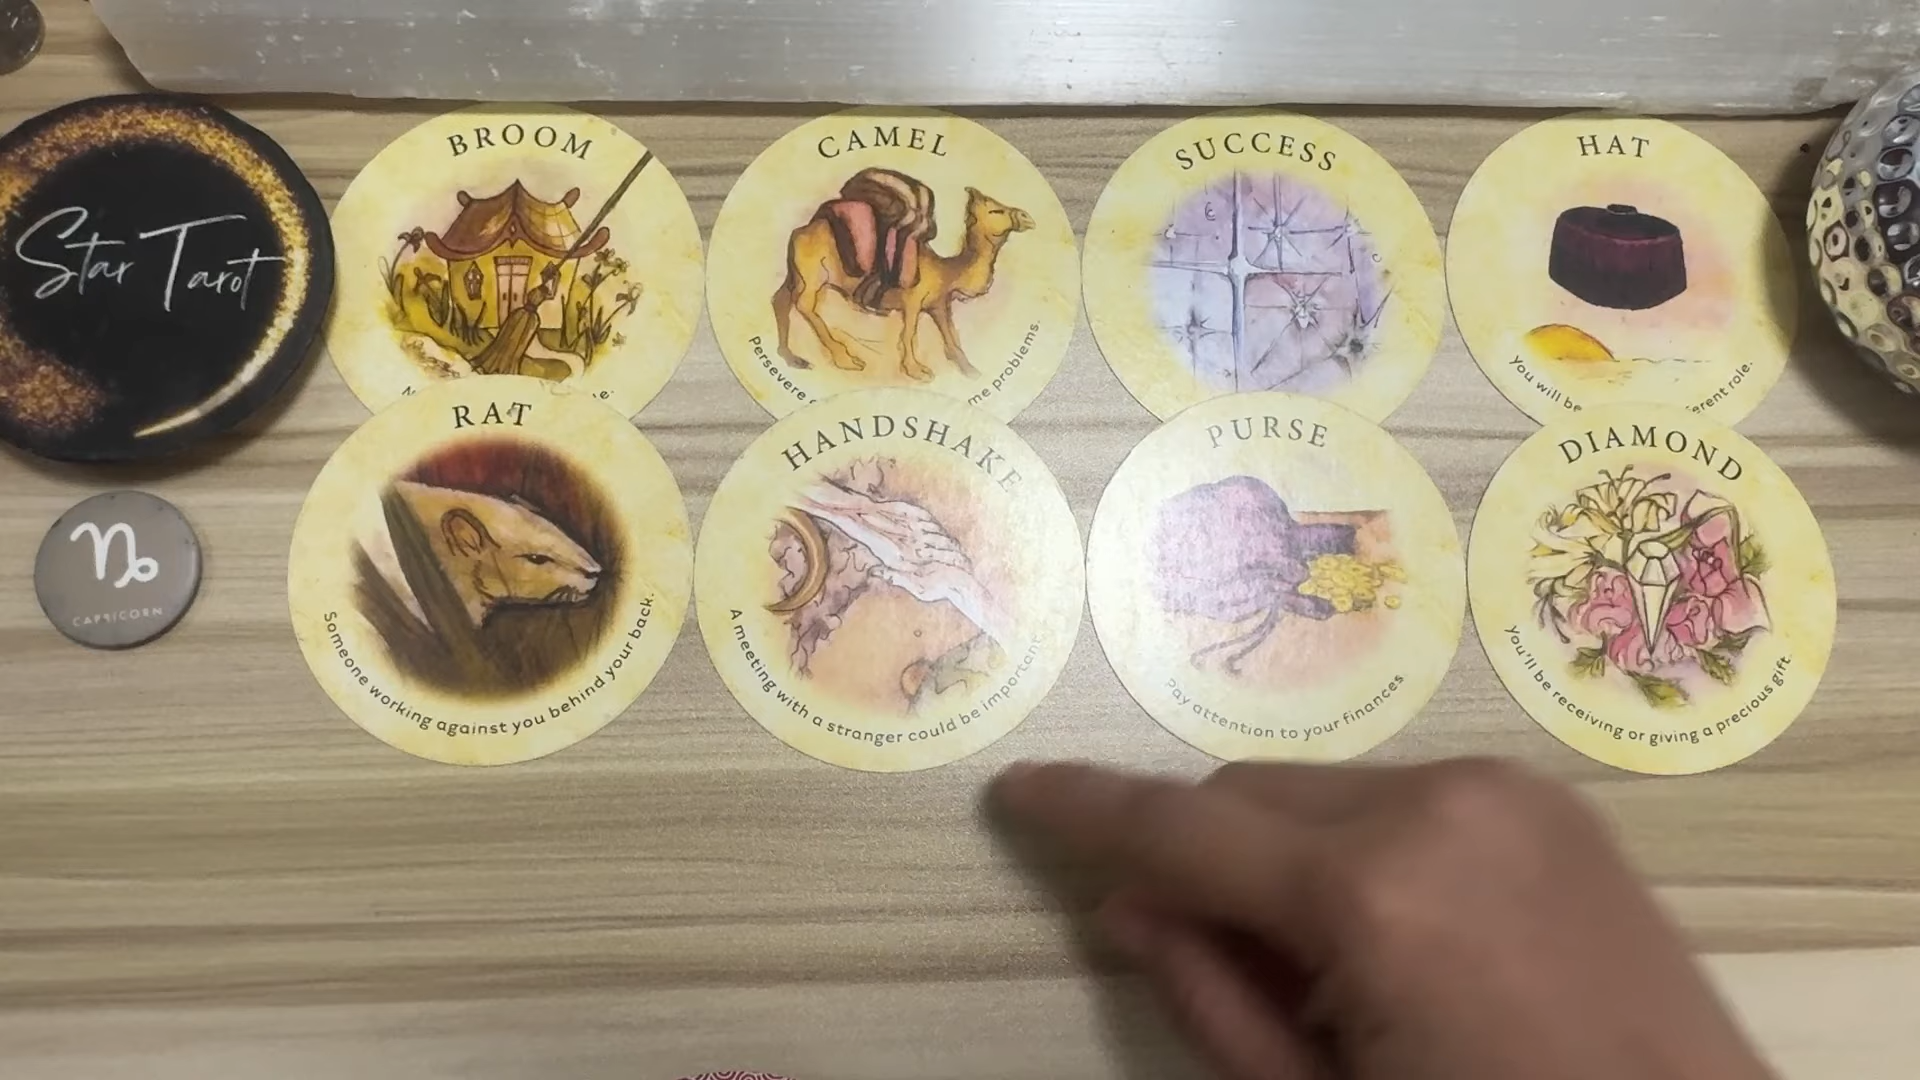 Star Tarot
BROOM
CAMEL
Persevere
me problems.
SUCCESS
HAT
You will be
erent role.
CAPRICORN
RAT
Someone working against you behind your back.
HANDSHAKE
A meeting with a stranger could be important
PURSE
Pay attention to your finances
DIAMOND
You'll be receiving or giving a precious gift.